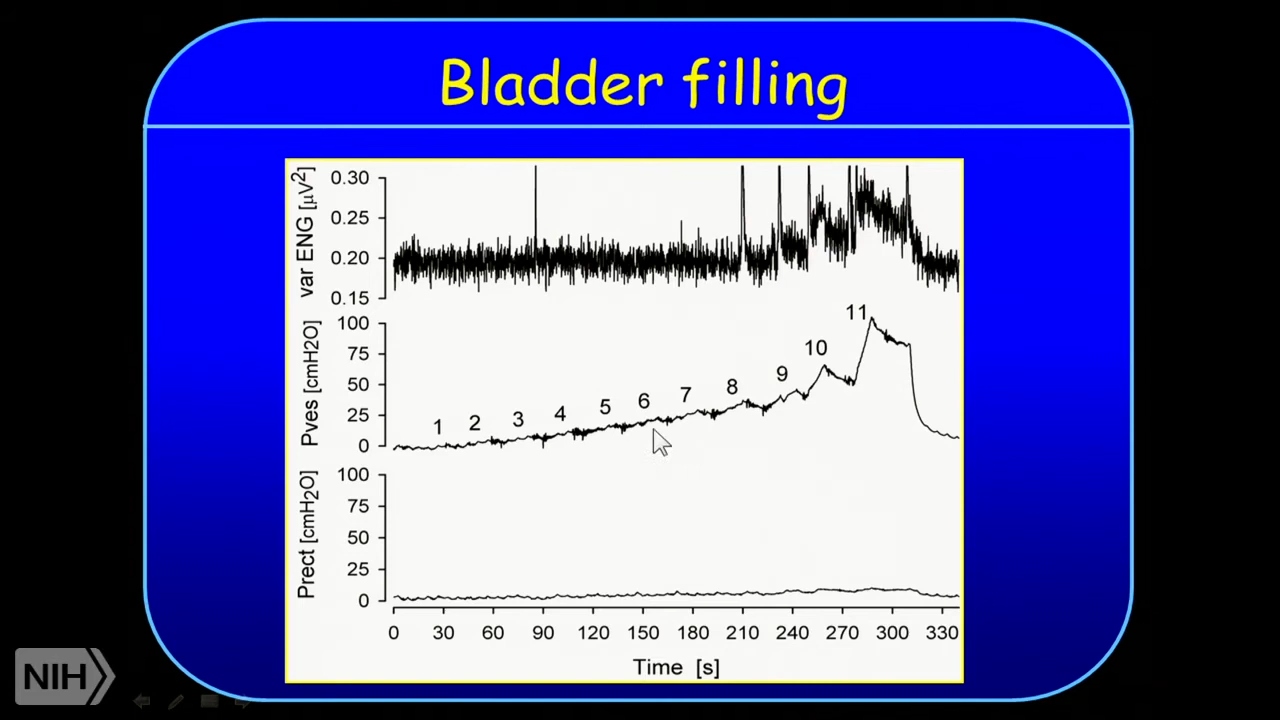 Bladder filling
var ENG [µV2]
0.30
0.25
0.20
0.15
Pves [cmH2O]
100
75
50
25
0
1 2 3 4 5 6 7 8 9 10 11
Prect [cmH2O]
100
75
50
25
0
0 30 60 90 120 150 180 210 240 270 300 330
Time [s]
NIH